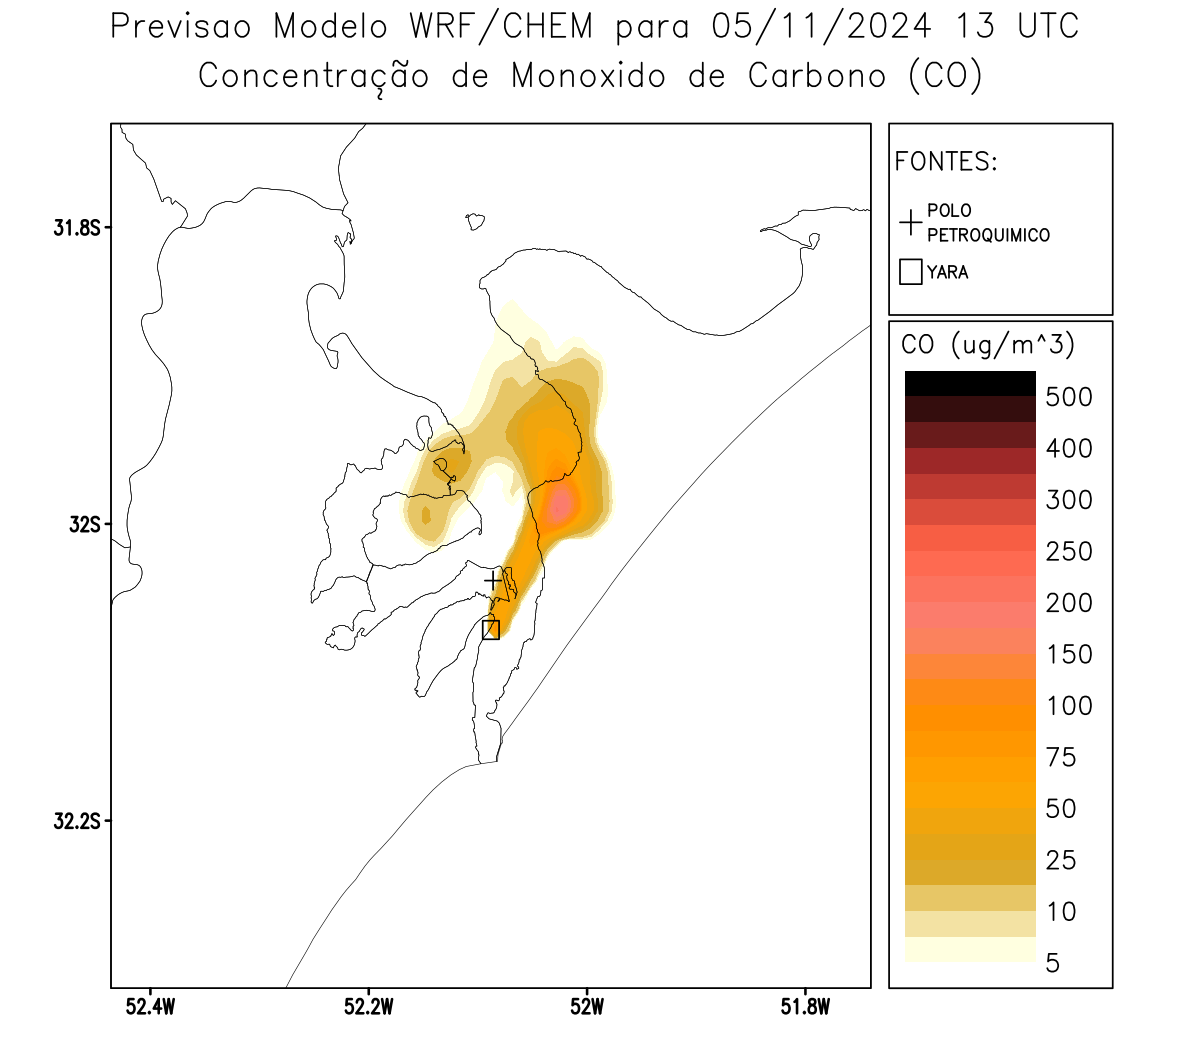 Previsao Modelo WRF/CHEM para 05/11/2024 13 UTC
Concentração de Monoxido de Carbono (CO)
FONTES:
POLO
PETROQUIMICO
YARA
CO (ug/m^3)
500
400
300
250
200
150
100
75
50
25
10
5
31.8S
32S
32.2S
52.4W
52.2W
52W
51.8W